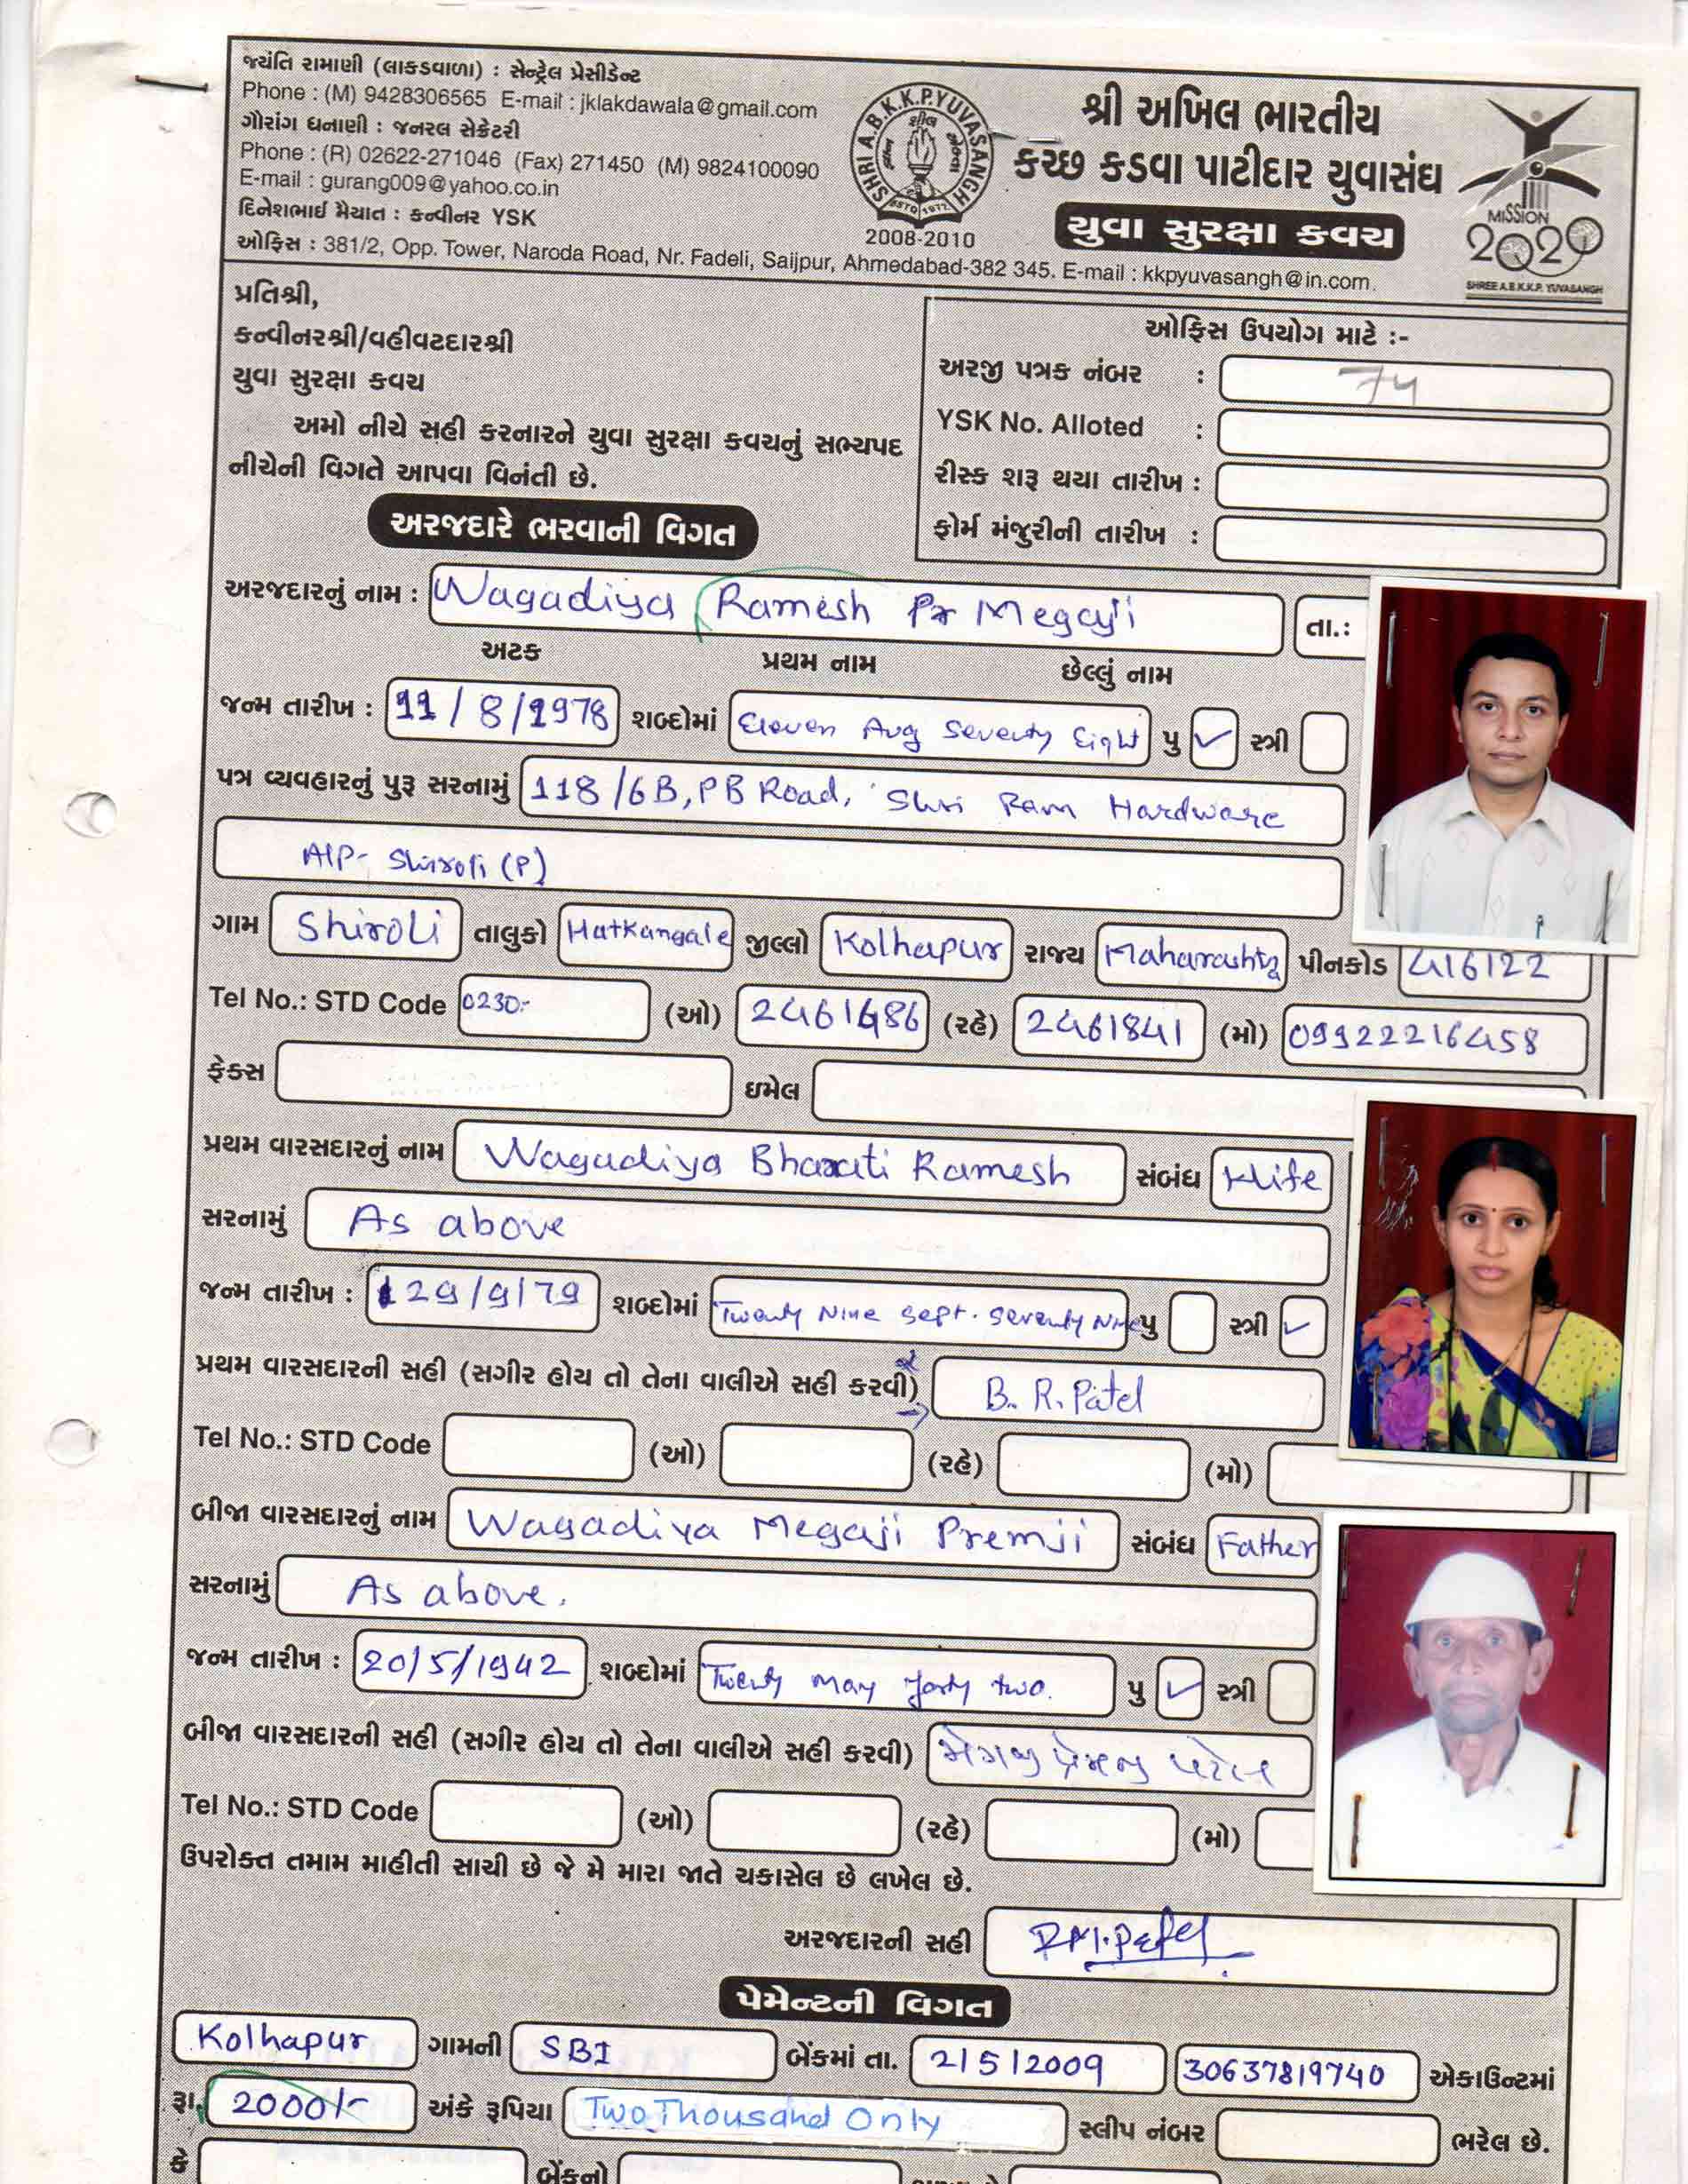 જયંતિ રામાણી (લાકડવાળા) : સેન્ટ્રલ પ્રેસીડેન્ટ
Phone : (M) 9428306565 E-mail : jklakdawala@gmail.com
ગૌરાંગ ધનાણી : જનરલ સેક્રેટરી
Phone : (R) 02622-271046 (Fax) 271450 (M) 9824100090
E-mail : gurang009@yahoo.co.in
દિનેશભાઈ મૈયાત : કન્વીનર YSK
ઓફિસ : 381/2, Opp. Tower, Naroda Road, Nr. Fadeli, Saijpur, Ahmedabad-382 345. E-mail : kkpyuvasangh@in.com.
SHRI A.B.K.K.P.YUVASANGH
ESTD 1972
2008-2010
શ્રી અખિલ ભારતીય
કચ્છ કડવા પાટીદાર યુવાસંઘ
યુવા સુરક્ષા કવચ
MISSION
2020
SHREE A.B.K.K.P. YUVASANGH
પ્રતિશ્રી,
કન્વીનરશ્રી/વહીવટદારશ્રી
યુવા સુરક્ષા કવચ
અમો નીચે સહી કરનારને યુવા સુરક્ષા કવચનું સભ્યપદ
નીચેની વિગતે આપવા વિનંતી છે.
ઓફિસ ઉપયોગ માટે :-
અરજી પત્રક નંબર : 74
YSK No. Alloted :
રીસ્ક શરૂ થયા તારીખ :
ફોર્મ મંજુરીની તારીખ :
અરજદારે ભરવાની વિગત
અરજદારનું નામ : Wagadiya Ramesh Megaji તા.:
અટક પ્રથમ નામ છેલ્લું નામ
જન્મ તારીખ : 11/8/1978 શબ્દોમાં Eleven Aug Seventy Eight પુ ✓ સ્ત્રી
પત્ર વ્યવહારનું પુરૂ સરનામું 118/6B, PB Road, Shri Ram Hardware
A/P- Shiroli (P)
ગામ Shiroli તાલુકો Hatkangale જીલ્લો Kolhapur રાજ્ય Maharashtra પીનકોડ 416122
Tel No.: STD Code 0230- (ઓ) 2461486 (રહે) 2461841 (મો) 09922216458
ફેક્સ ઇમેલ
પ્રથમ વારસદારનું નામ Wagadiya Bharati Ramesh સંબંધ Wife
સરનામું As above
જન્મ તારીખ : 29/9/79 શબ્દોમાં Twenty Nine Sept. Seventy Nine પુ સ્ત્રી ✓
પ્રથમ વારસદારની સહી (સગીર હોય તો તેના વાલીએ સહી કરવી) B. R. Patel
Tel No.: STD Code (ઓ) (રહે) (મો)
બીજા વારસદારનું નામ Wagadiya Megaji Premji સંબંધ Father
સરનામું As above.
જન્મ તારીખ : 20/5/1942 શબ્દોમાં Twenty may forty two. પુ ✓ સ્ત્રી
બીજા વારસદારની સહી (સગીર હોય તો તેના વાલીએ સહી કરવી) મેગજી પ્રેમજી પટેલ
Tel No.: STD Code (ઓ) (રહે) (મો)
ઉપરોક્ત તમામ માહીતી સાચી છે જે મે મારા જાતે ચકાસેલ છે લખેલ છે.
અરજદારની સહી R.M.Patel
પેમેન્ટની વિગત
Kolhapur ગામની SBI બેંકમાં તા. 2/5/2009 30637819740 એકાઉન્ટમાં
રૂા. 2000/- અંકે રૂપિયા Two Thousand Only સ્લીપ નંબર ભરેલ છે.
કે બેંકનો